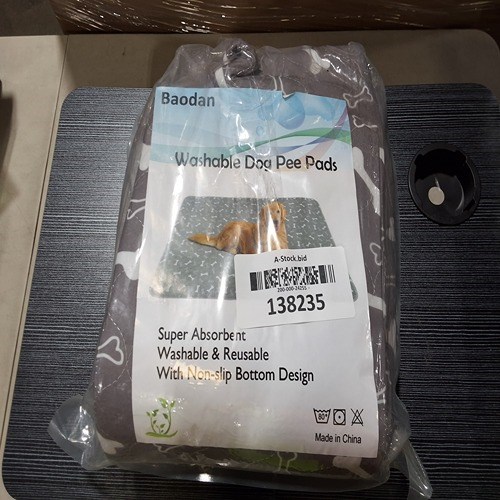 Baodan
Washable Dog Pee Pads
A-Stock.bid
138235
Super Absorbent
Washable & Reusable
With Non-slip Bottom Design
80°
Made in China